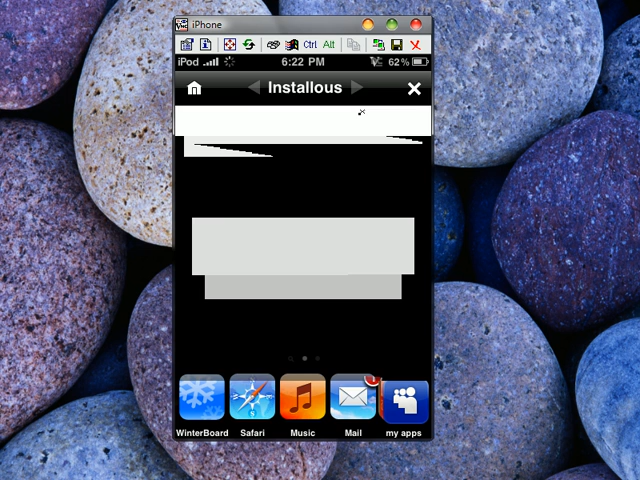 iPhone
Ctrl Alt
iPod 6:22 PM 62%
Installous
WinterBoard Safari Music Mail my apps